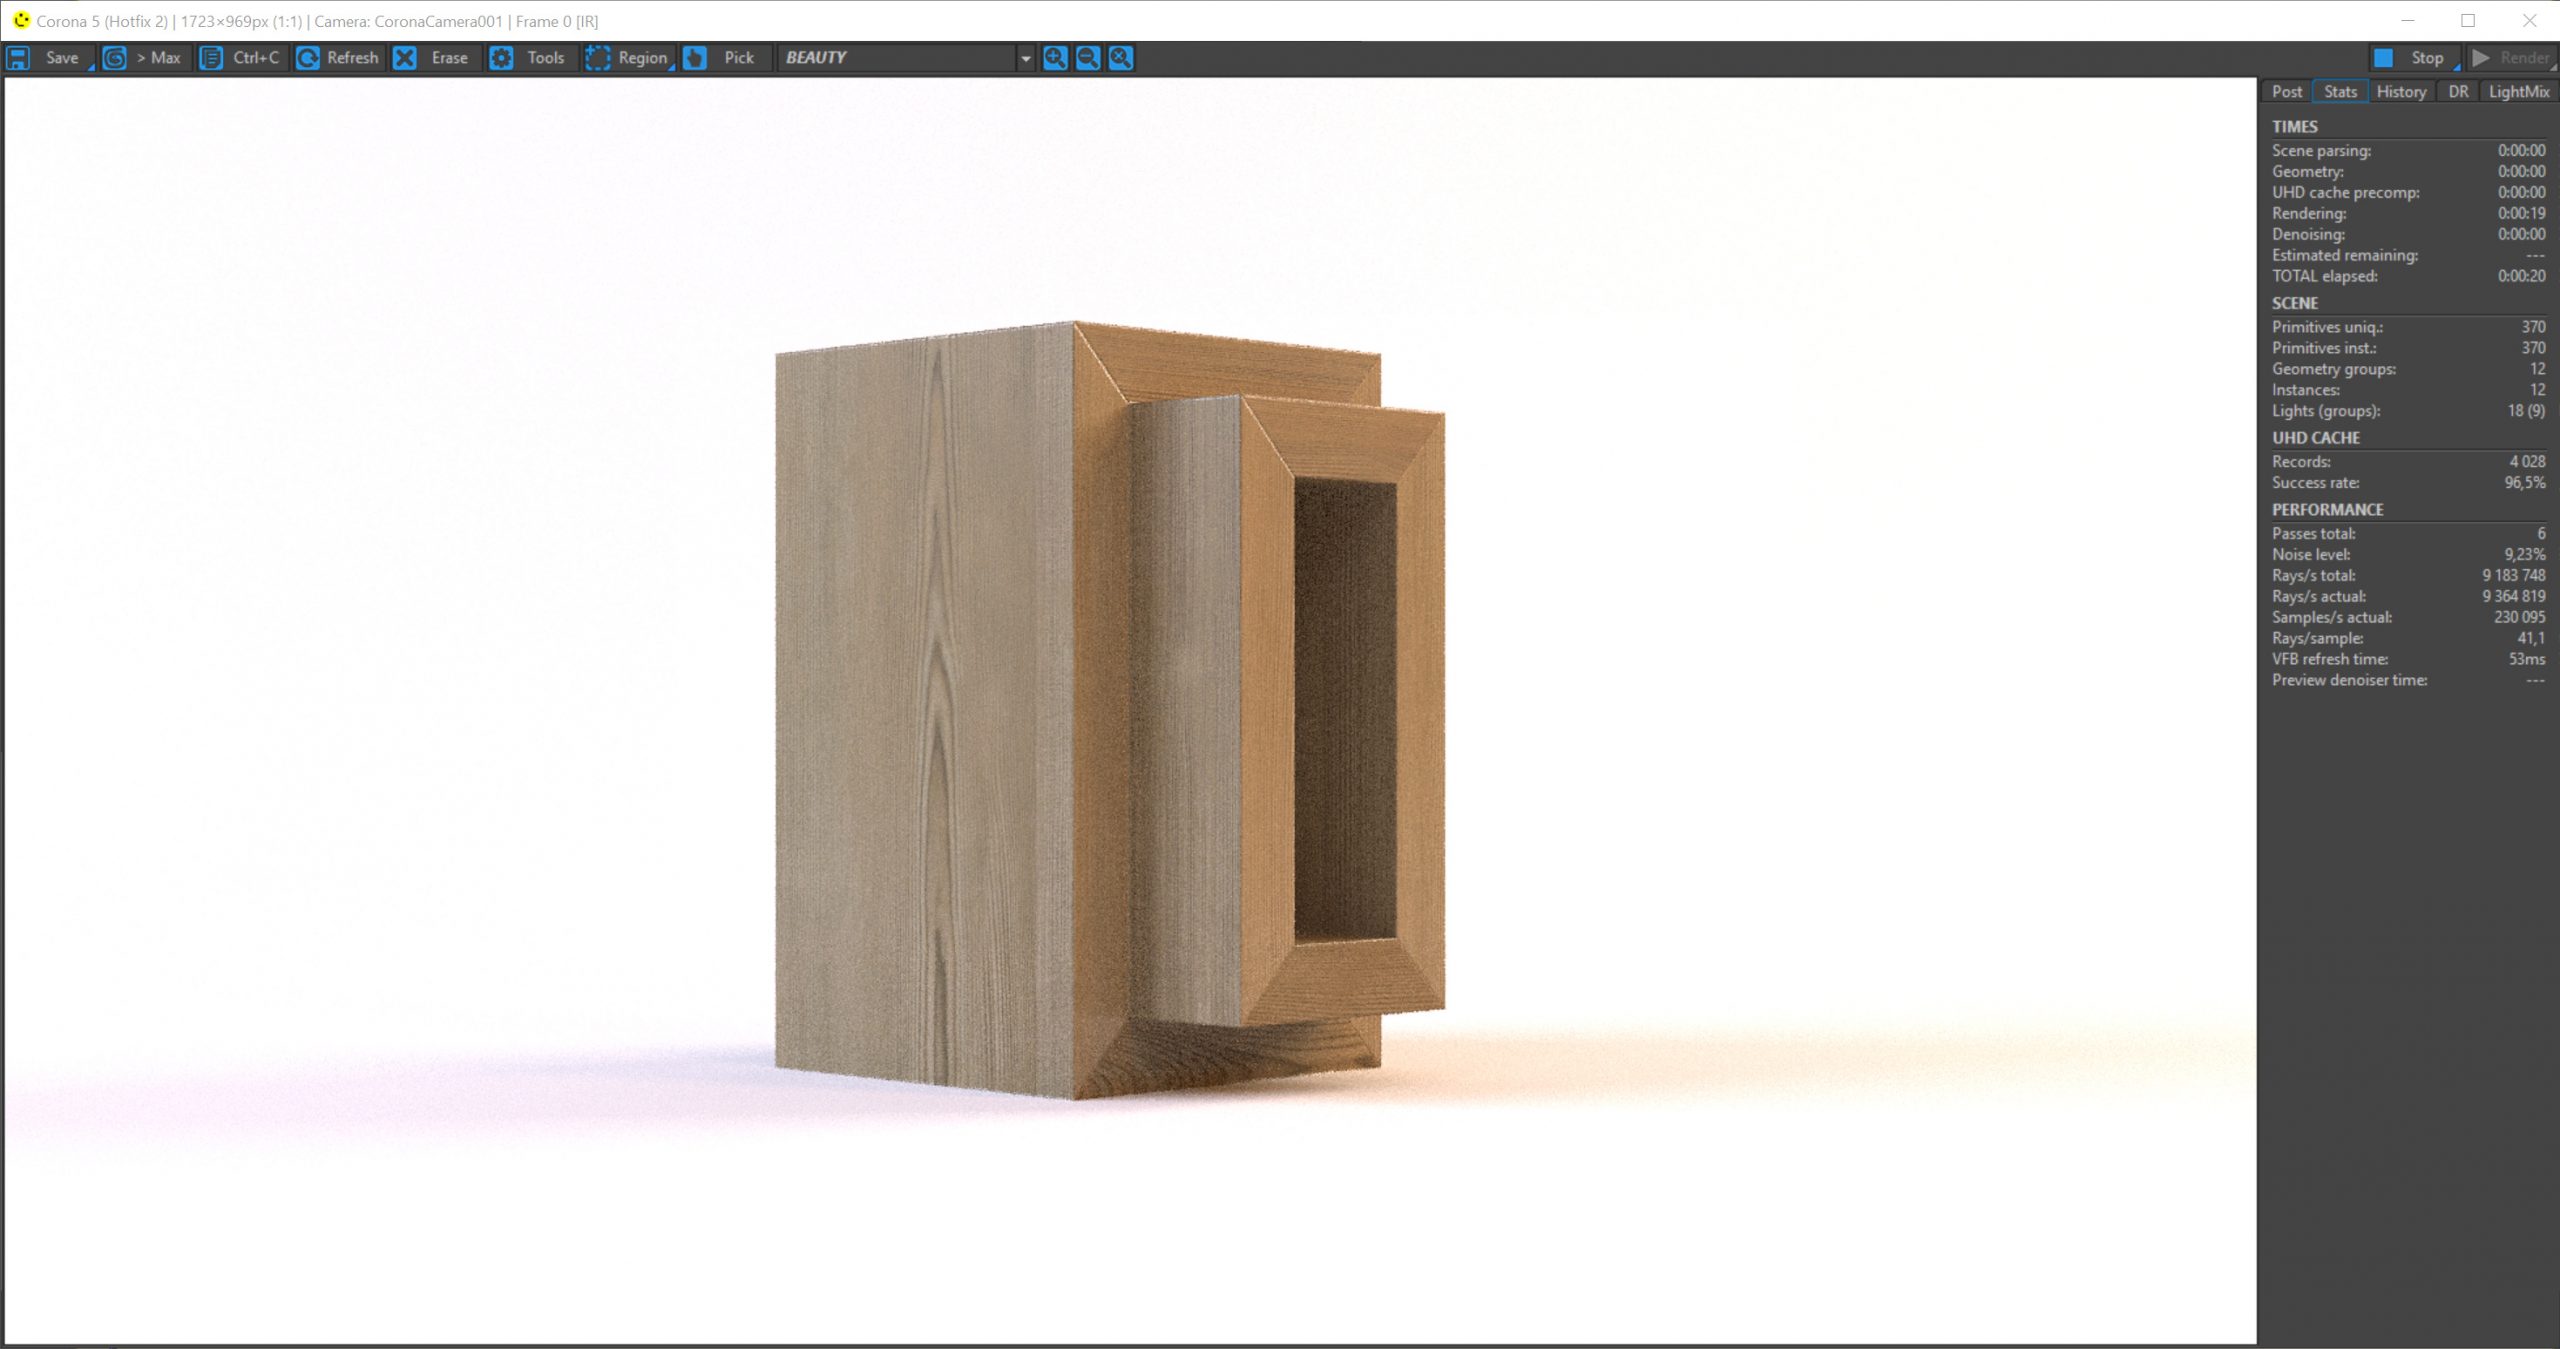 Corona 5 (Hotfix 2) | 1723×969px (1:1) | Camera: CoronaCamera001 | Frame 0 [IR]
Save > Max Ctrl+C Refresh Erase Tools Region Pick BEAUTY Stop Render
Post Stats History DR LightMix
TIMES
Scene parsing: 0:00:00
Geometry: 0:00:00
UHD cache precomp: 0:00:00
Rendering: 0:00:19
Denoising: 0:00:00
Estimated remaining: ---
TOTAL elapsed: 0:00:20
SCENE
Primitives uniq.: 370
Primitives inst.: 370
Geometry groups: 12
Instances: 12
Lights (groups): 18 (9)
UHD CACHE
Records: 4 028
Success rate: 96,5%
PERFORMANCE
Passes total: 6
Noise level: 9,23%
Rays/s total: 9 183 748
Rays/s actual: 9 364 819
Samples/s actual: 230 095
Rays/sample: 41,1
VFB refresh time: 53ms
Preview denoiser time: ---